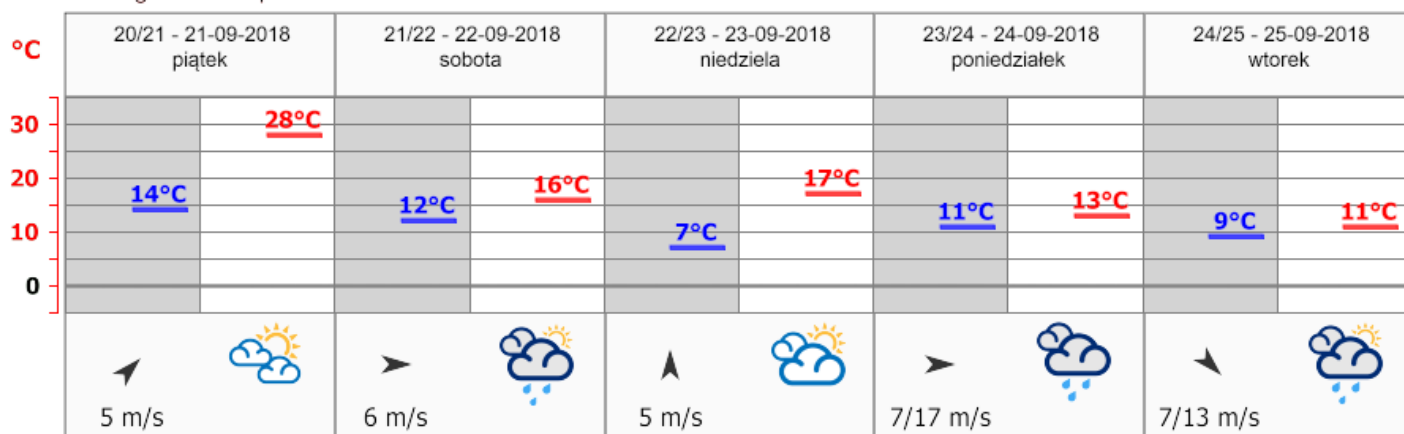 20/21 - 21-09-2018
piątek
21/22 - 22-09-2018
sobota
22/23 - 23-09-2018
niedziela
23/24 - 24-09-2018
poniedziałek
24/25 - 25-09-2018
wtorek
°C
30
20
10
0
14°C
28°C
12°C
16°C
7°C
17°C
11°C
13°C
9°C
11°C
5 m/s
6 m/s
5 m/s
7/17 m/s
7/13 m/s